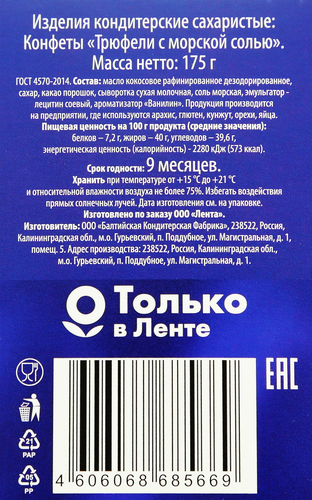 Изделия кондитерские сахаристые:
Конфеты «Трюфели с морской солью».
Масса нетто: 175 г
ГОСТ 4570-2014. Состав: масло кокосовое рафинированное дезодорированное,
сахар, какао порошок, сыворотка сухая молочная, соль морская, эмульгатор -
лецитин соевый, ароматизатор «Ванилин». Продукция производится
на предприятии, где используются арахис, глютен, кунжут, орехи, яйца.
Пищевая ценность на 100 г продукта (средние значения):
белков – 7,2 г, жиров – 40 г, углеводов – 39,6 г,
энергетическая ценность (калорийность) - 2280 кДж (573 ккал).
Срок годности: 9 месяцев.
Хранить при температуре от +15 °С до +21 °С
и относительной влажности воздуха не более 75%. Избегать воздействия
прямых солнечных лучей. Дата изготовления: см. на упаковке.
Изготовлено по заказу ООО «Лента».
Изготовитель: ООО «Балтийская Кондитерская Фабрика», 238522, Россия,
Калининградская обл., м.о. Гурьевский, п. Поддубное, ул. Магистральная, д. 1,
помещ. 5. Адрес производства: 238522, Россия, Калининградская обл.,
м.о. Гурьевский, п. Поддубное, ул. Магистральная, д. 1.
Только
в Ленте
EAC
21
PAP
05
PP
4 606068 685669